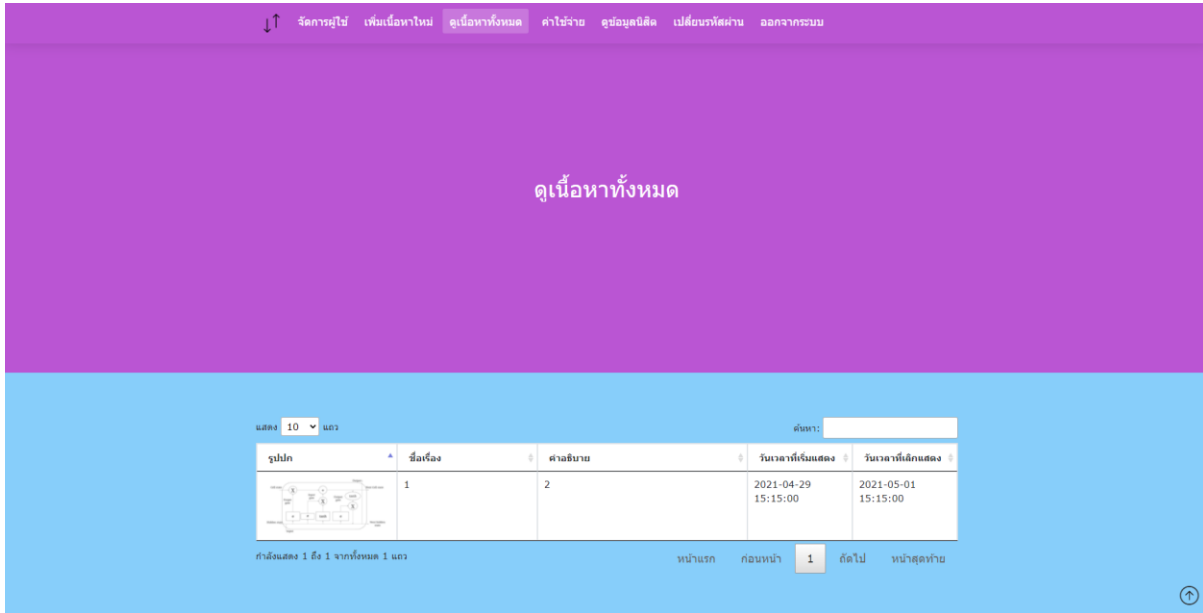 จัดการผู้ใช้ เพิ่มเนื้อหาใหม่ ดูเนื้อหาทั้งหมด ค่าใช้จ่าย ดูข้อมูลนิสิต เปลี่ยนรหัสผ่าน ออกจากระบบ
ดูเนื้อหาทั้งหมด
แสดง 10 แถว ค้นหา:
รูปปก ชื่อเรื่อง คำอธิบาย วันเวลาที่เริ่มแสดง วันเวลาที่เลิกแสดง
1 2 2021-04-29 2021-05-01
15:15:00 15:15:00
กำลังแสดง 1 ถึง 1 จากทั้งหมด 1 แถว หน้าแรก ก่อนหน้า 1 ถัดไป หน้าสุดท้าย